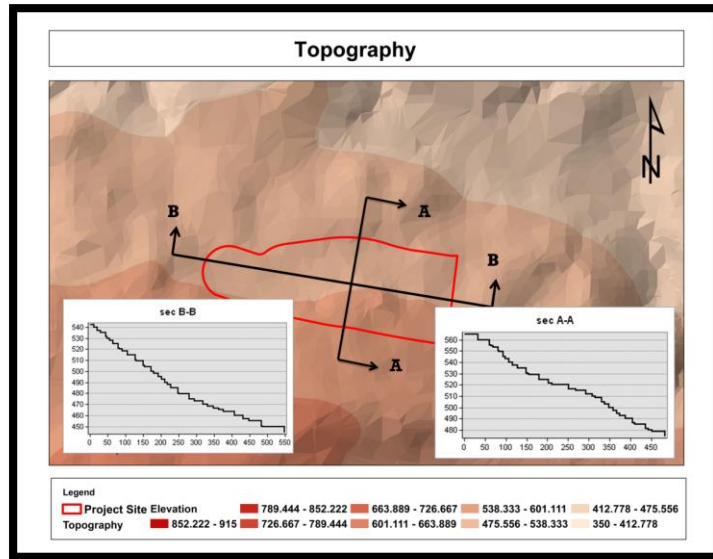 Topography
N
B
A
B
A
sec B-B
540
530
520
510
500
490
480
470
460
450
0 50 100 150 200 250 300 350 400 450 500 550
sec A-A
560
550
540
530
520
510
500
490
480
0 50 100 150 200 250 300 350 400 450
Legend
Project Site Elevation 789.444 - 852.222 663.889 - 726.667 538.333 - 601.111 412.778 - 475.556
Topography 852.222 - 915 726.667 - 789.444 601.111 - 663.889 475.556 - 538.333 350 - 412.778